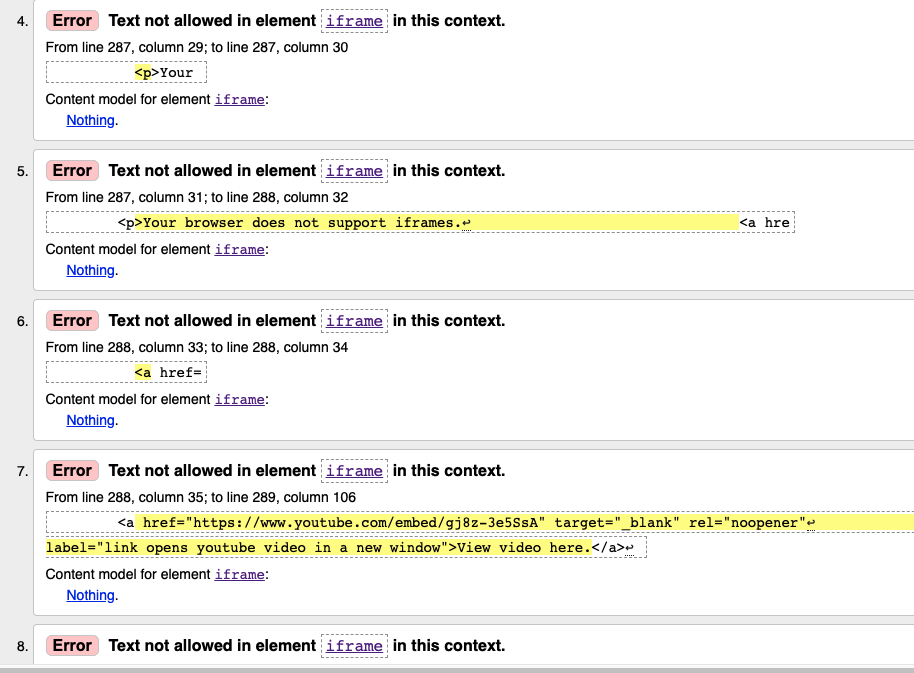 4. Error Text not allowed in element iframe in this context.
From line 287, column 29; to line 287, column 30
<p>Your
Content model for element iframe:
Nothing.
5. Error Text not allowed in element iframe in this context.
From line 287, column 31; to line 288, column 32
<p>Your browser does not support iframes.↩ <a hre
Content model for element iframe:
Nothing.
6. Error Text not allowed in element iframe in this context.
From line 288, column 33; to line 288, column 34
<a href=
Content model for element iframe:
Nothing.
7. Error Text not allowed in element iframe in this context.
From line 288, column 35; to line 289, column 106
<a href="https://www.youtube.com/embed/gj8z-3e5SsA" target="_blank" rel="noopener"↩
label="link opens youtube video in a new window">View video here.</a>↩
Content model for element iframe:
Nothing.
8. Error Text not allowed in element iframe in this context.